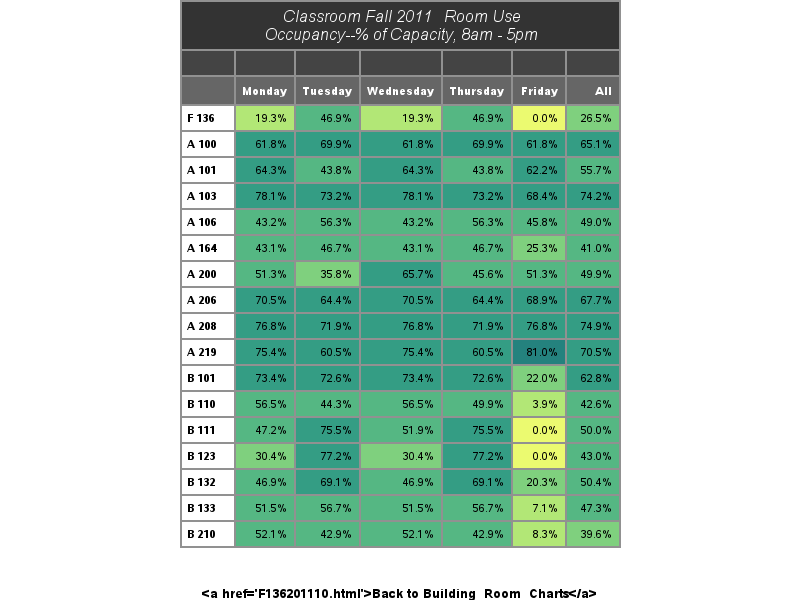 Classroom Fall 2011 Room Use
Occupancy--% of Capacity, 8am - 5pm
Monday Tuesday Wednesday Thursday Friday All
F 136 19.3% 46.9% 19.3% 46.9% 0.0% 26.5%
A 100 61.8% 69.9% 61.8% 69.9% 61.8% 65.1%
A 101 64.3% 43.8% 64.3% 43.8% 62.2% 55.7%
A 103 78.1% 73.2% 78.1% 73.2% 68.4% 74.2%
A 106 43.2% 56.3% 43.2% 56.3% 45.8% 49.0%
A 164 43.1% 46.7% 43.1% 46.7% 25.3% 41.0%
A 200 51.3% 35.8% 65.7% 45.6% 51.3% 49.9%
A 206 70.5% 64.4% 70.5% 64.4% 68.9% 67.7%
A 208 76.8% 71.9% 76.8% 71.9% 76.8% 74.9%
A 219 75.4% 60.5% 75.4% 60.5% 81.0% 70.5%
B 101 73.4% 72.6% 73.4% 72.6% 22.0% 62.8%
B 110 56.5% 44.3% 56.5% 49.9% 3.9% 42.6%
B 111 47.2% 75.5% 51.9% 75.5% 0.0% 50.0%
B 123 30.4% 77.2% 30.4% 77.2% 0.0% 43.0%
B 132 46.9% 69.1% 46.9% 69.1% 20.3% 50.4%
B 133 51.5% 56.7% 51.5% 56.7% 7.1% 47.3%
B 210 52.1% 42.9% 52.1% 42.9% 8.3% 39.6%
<a href='F136201110.html'>Back to Building_Room_Charts</a>